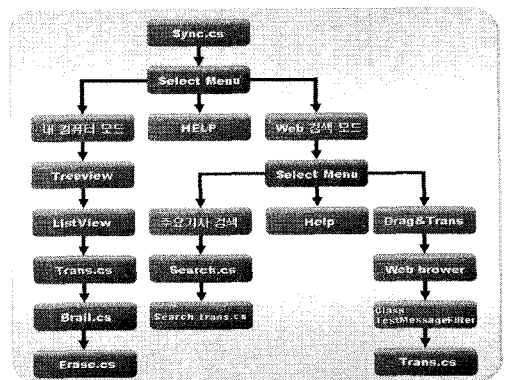 Sync.cs
Select Menu
내 컴퓨터 모드
HELP
Web 검색 모드
Treeview
Select Menu
ListView
주요기사 검색
Help
Drag&Trans
Trans.cs
Search.cs
Web brower
Brail.cs
Search trans.cs
Class
TestMessageFilter
Erase.cs
Trans.cs